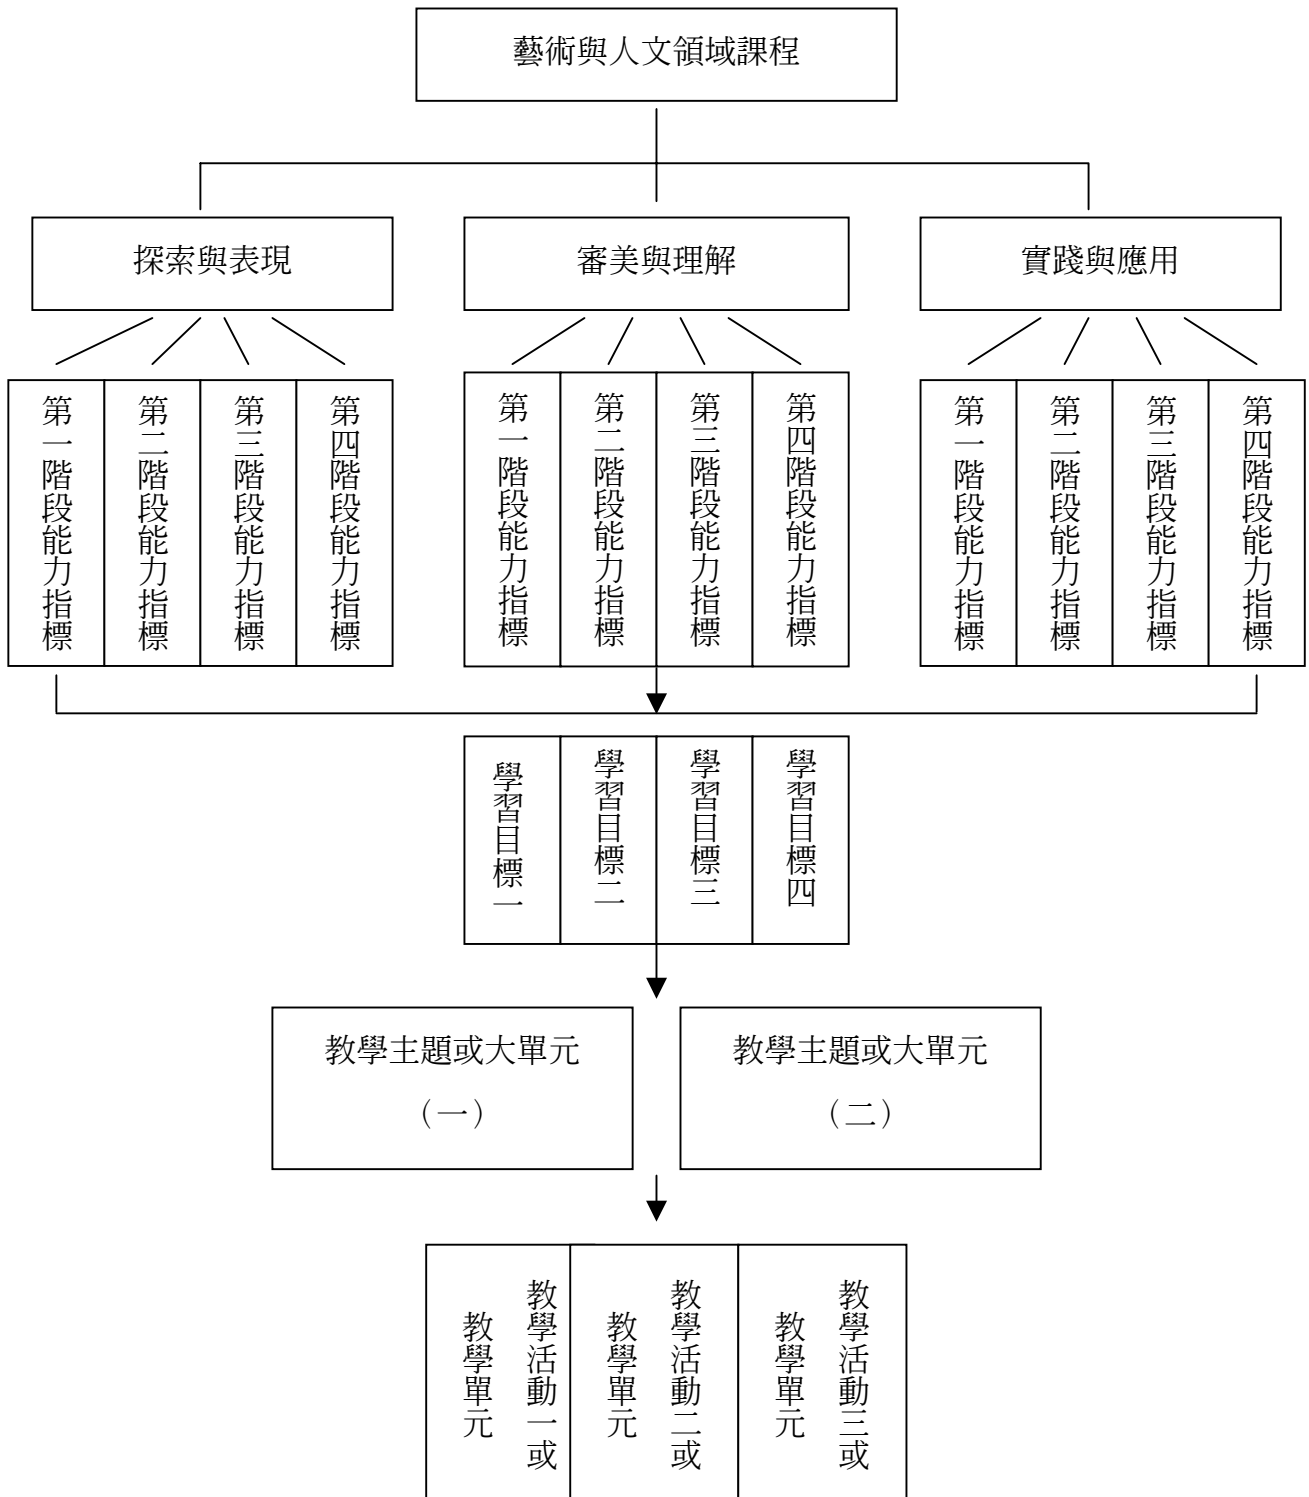 藝術與人文領域課程
探索與表現
審美與理解
實踐與應用
第一階段能力指標
第二階段能力指標
第三階段能力指標
第四階段能力指標
第一階段能力指標
第二階段能力指標
第三階段能力指標
第四階段能力指標
第一階段能力指標
第二階段能力指標
第三階段能力指標
第四階段能力指標
學習目標一
學習目標二
學習目標三
學習目標四
教學主題或大單元
（一）
教學主題或大單元
（二）
教學活動一或
教學單元
教學活動二或
教學單元
教學活動三或
教學單元